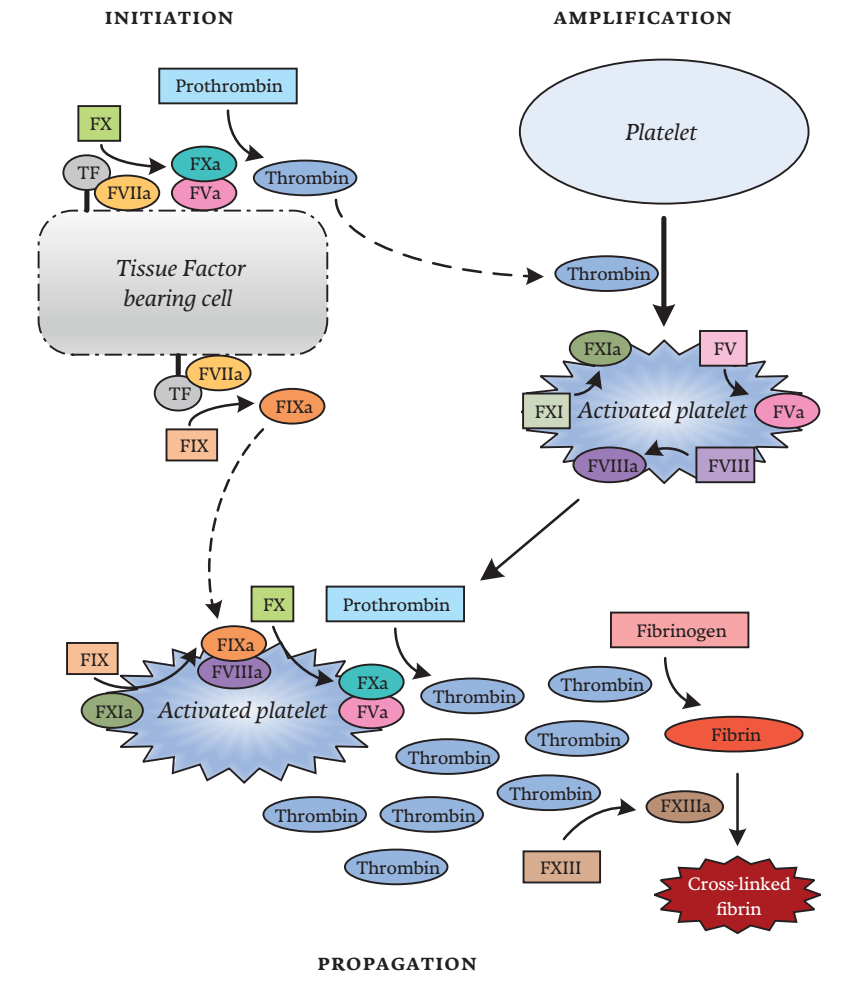 INITIATION
AMPLIFICATION
Prothrombin
FX
TF
FVIIa
FXa
FVa
Thrombin
Platelet
Tissue Factor
bearing cell
Thrombin
FVIIa
TF
FIX
FIXa
FXIa
FV
FXI
Activated platelet
FVa
FVIIIa
FVIII
FX
Prothrombin
Fibrinogen
FIX
FIXa
FVIIIa
FXIa
Activated platelet
FXa
FVa
Thrombin
Thrombin
Thrombin
Thrombin
Thrombin
Thrombin
Thrombin
Thrombin
Fibrin
FXIII
FXIIIa
Cross-linked
fibrin
PROPAGATION